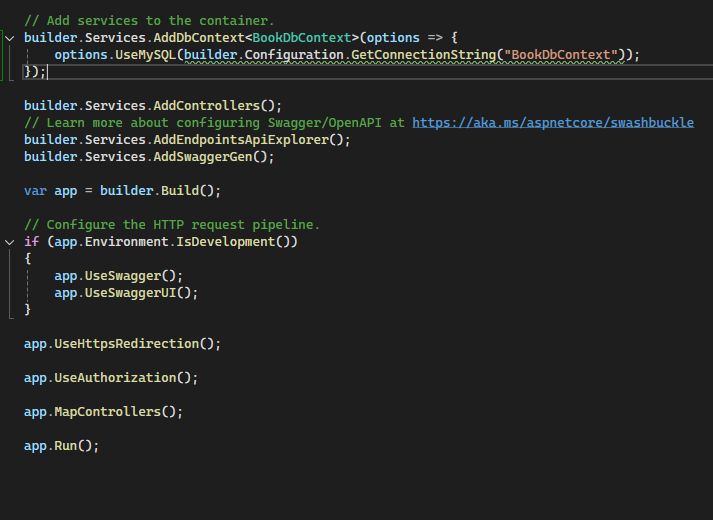 // Add services to the container.
builder.Services.AddDbContext<BookDbContext>(options => {
options.UseMySQL(builder.Configuration.GetConnectionString("BookDbContext"));
});
builder.Services.AddControllers();
// Learn more about configuring Swagger/OpenAPI at https://aka.ms/aspnetcore/swashbuckle
builder.Services.AddEndpointsApiExplorer();
builder.Services.AddSwaggerGen();
var app = builder.Build();
// Configure the HTTP request pipeline.
if (app.Environment.IsDevelopment())
{
app.UseSwagger();
app.UseSwaggerUI();
}
app.UseHttpsRedirection();
app.UseAuthorization();
app.MapControllers();
app.Run();